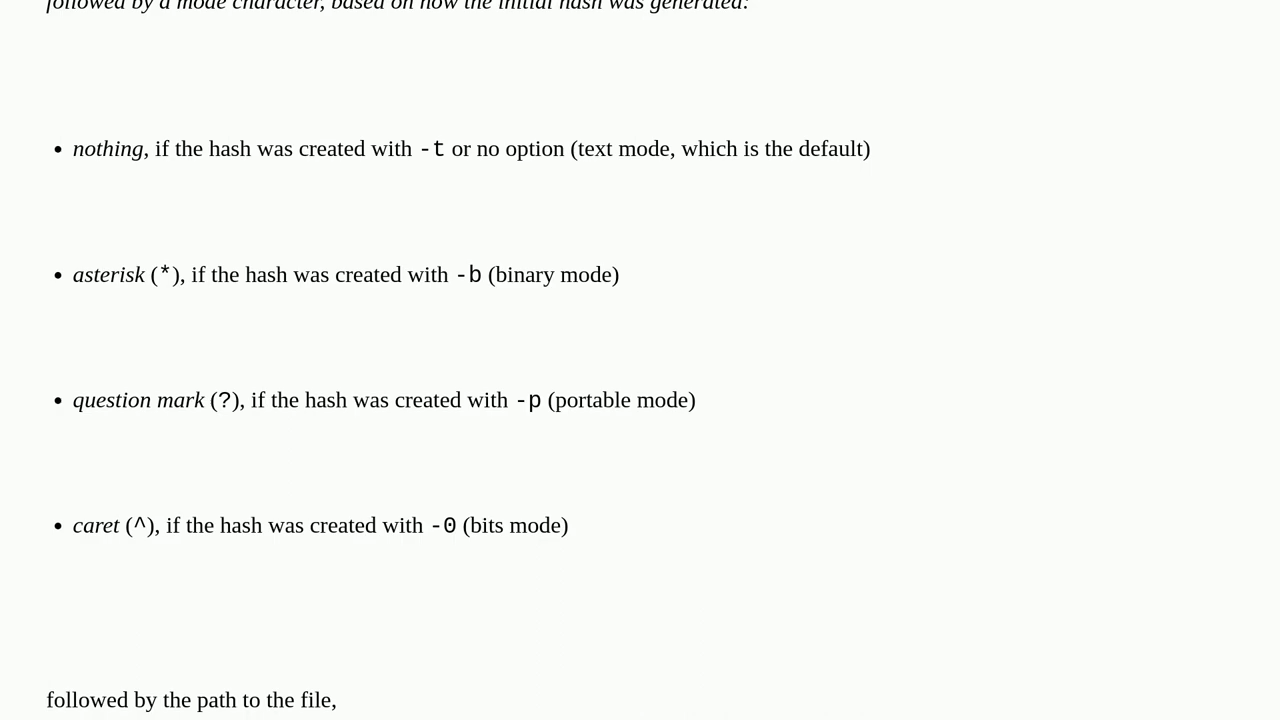 followed by a mode character, based on how the initial hash was generated:
• nothing, if the hash was created with -t or no option (text mode, which is the default)
• asterisk (*), if the hash was created with -b (binary mode)
• question mark (?), if the hash was created with -p (portable mode)
• caret (^), if the hash was created with -0 (bits mode)
followed by the path to the file,